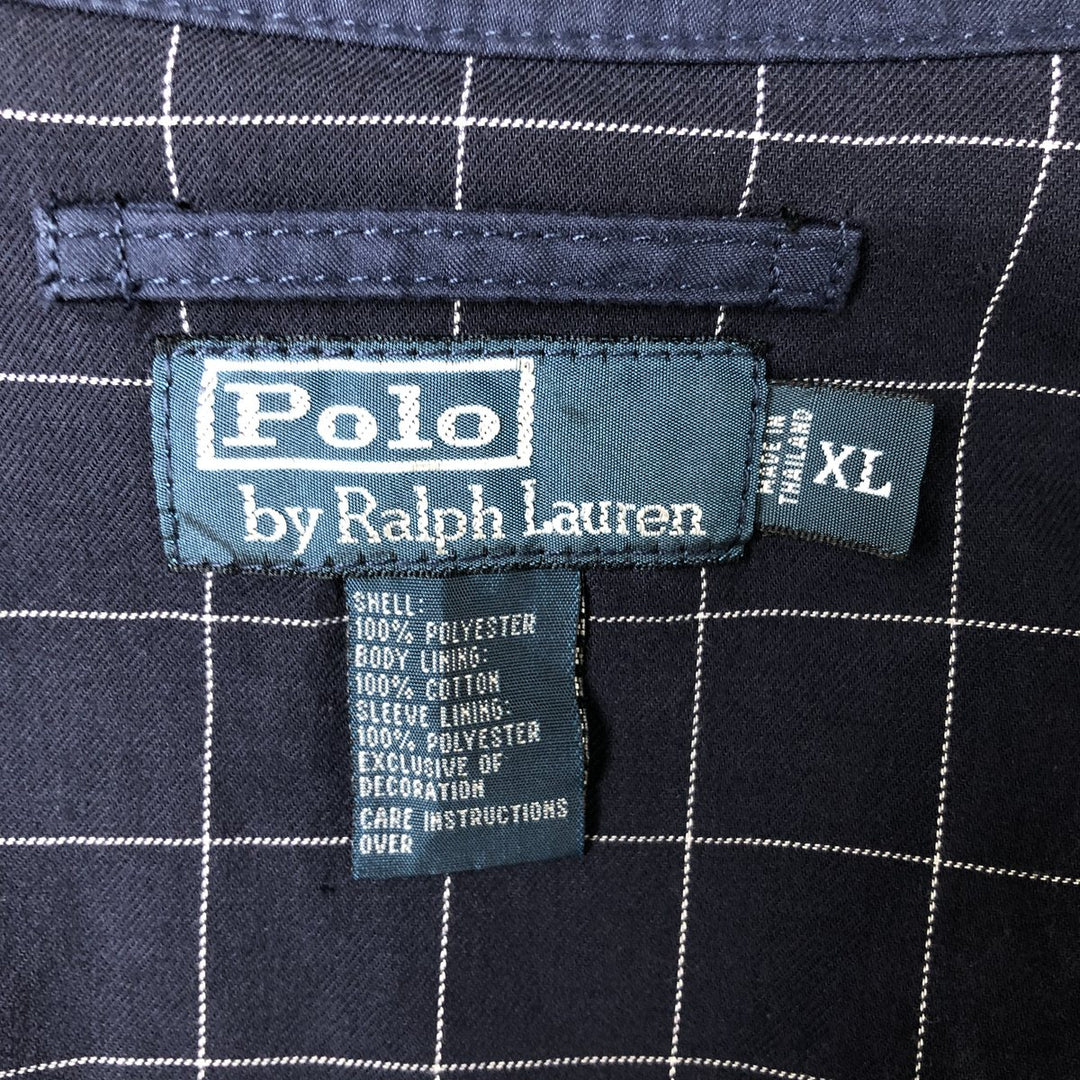 Polo
by Ralph Lauren
MADE IN
THAILAND
XL
SHELL:
100% POLYESTER
BODY LINING:
100% COTTON
SLEEVE LINING:
100% POLYESTER
EXCLUSIVE OF
DECORATION
CARE INSTRUCTIONS
OVER